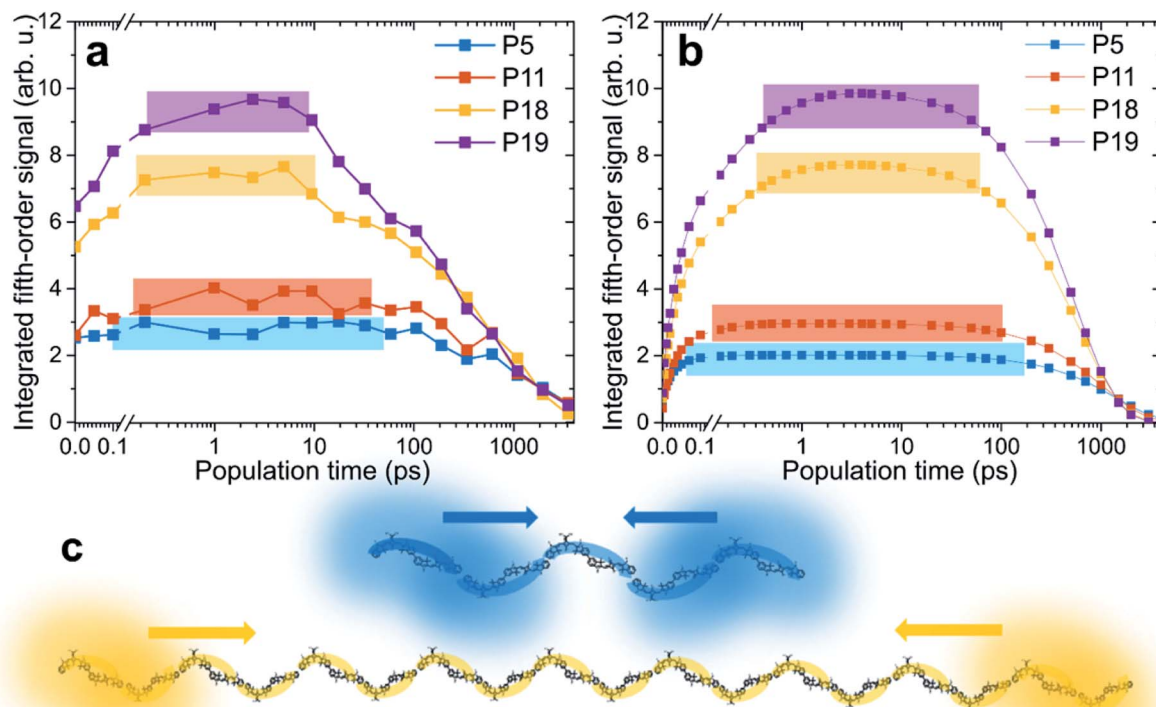 Integrated fifth-order signal (arb. u.)
12
10
8
6
4
2
0
a
P5
P11
P18
P19
0.0 0.1 1 10 100 1000
Population time (ps)
Integrated fifth-order signal (arb. u.)
12
10
8
6
4
2
0
b
P5
P11
P18
P19
0.0 0.1 1 10 100 1000
Population time (ps)
c